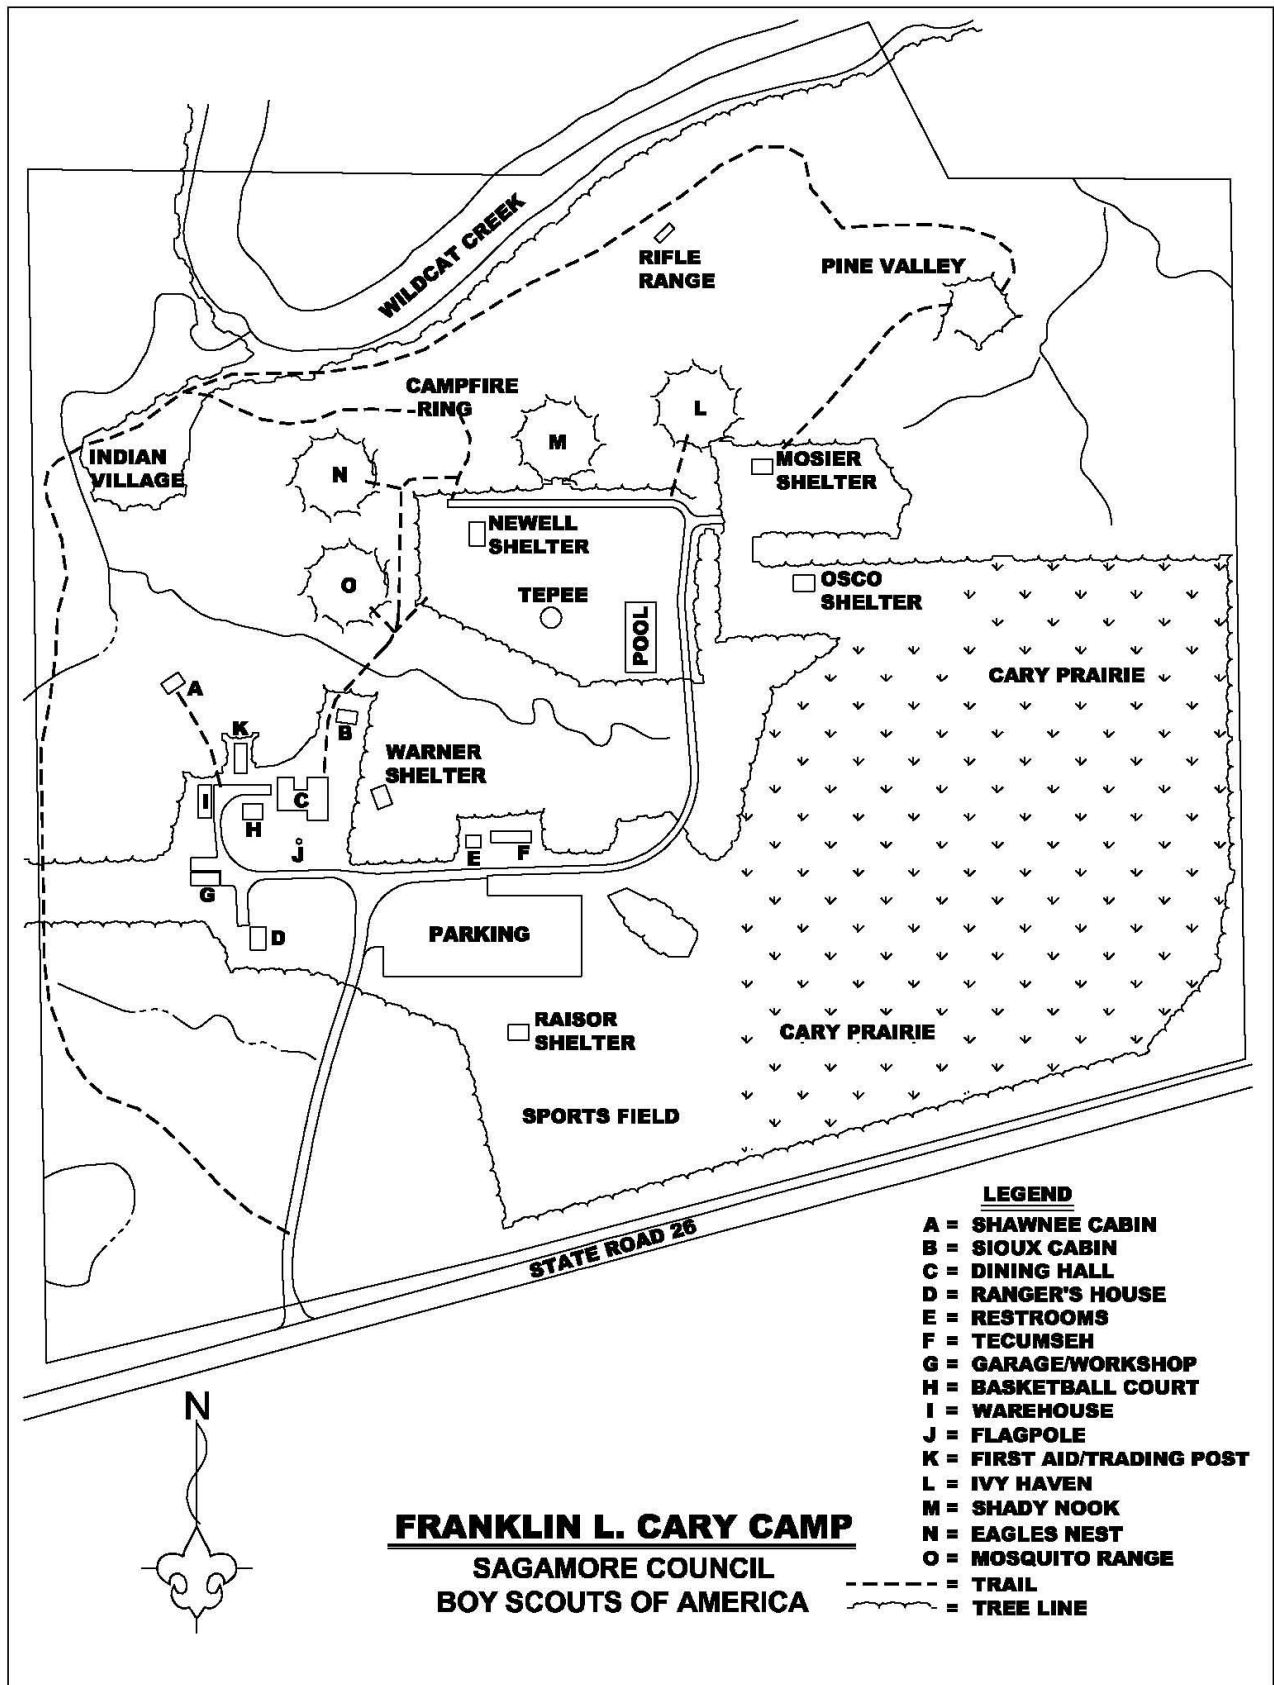 WILDCAT CREEK
RIFLE
RANGE
PINE VALLEY
CAMPFIRE
RING
L
M
INDIAN
VILLAGE
N
MOSIER
SHELTER
NEWELL
SHELTER
O
TEPEE
POOL
OSCO
SHELTER
CARY PRAIRIE
A
K
B
WARNER
SHELTER
I
C
H
J
E
F
G
D
PARKING
RAISOR
SHELTER
CARY PRAIRIE
SPORTS FIELD
STATE ROAD 26
LEGEND
A = SHAWNEE CABIN
B = SIOUX CABIN
C = DINING HALL
D = RANGER'S HOUSE
E = RESTROOMS
F = TECUMSEH
G = GARAGE/WORKSHOP
H = BASKETBALL COURT
I = WAREHOUSE
J = FLAGPOLE
K = FIRST AID/TRADING POST
L = IVY HAVEN
M = SHADY NOOK
N = EAGLES NEST
O = MOSQUITO RANGE
= TRAIL
= TREE LINE
N
FRANKLIN L. CARY CAMP
SAGAMORE COUNCIL
BOY SCOUTS OF AMERICA